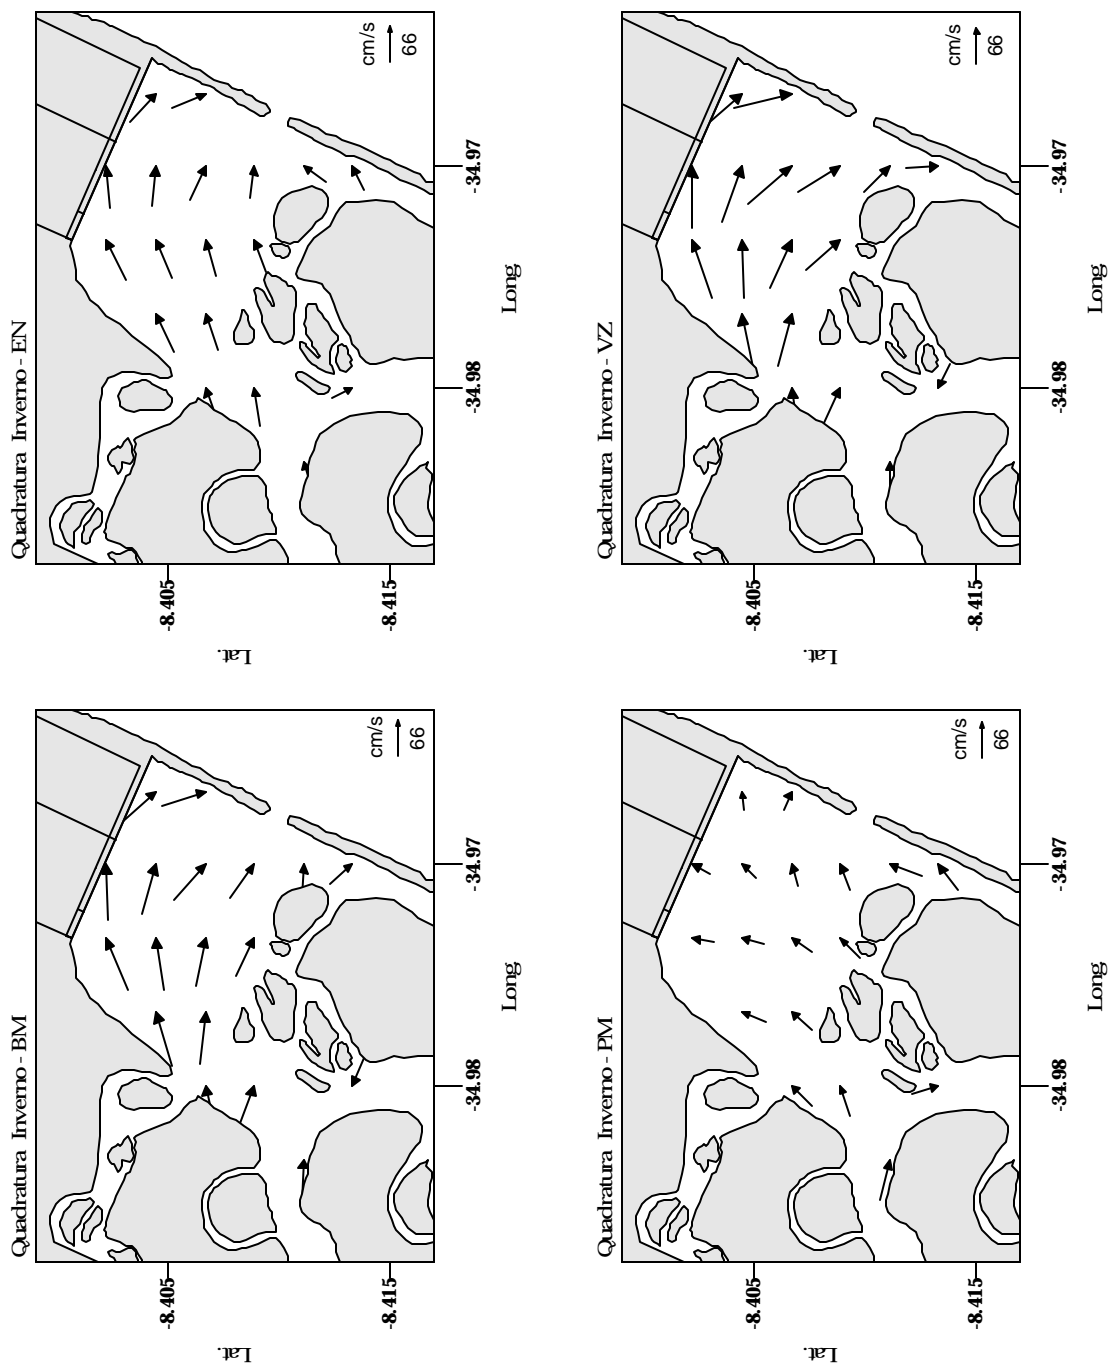 Quadratura Inverno - BM
cm/s
66
-8.405
-8.415
Lat.
-34.98
-34.97
Long
Quadratura Inverno - EN
cm/s
66
-8.405
-8.415
Lat.
-34.98
-34.97
Long
Quadratura Inverno - PM
cm/s
66
-8.405
-8.415
Lat.
-34.98
-34.97
Long
Quadratura Inverno - VZ
cm/s
66
-8.405
-8.415
Lat.
-34.98
-34.97
Long